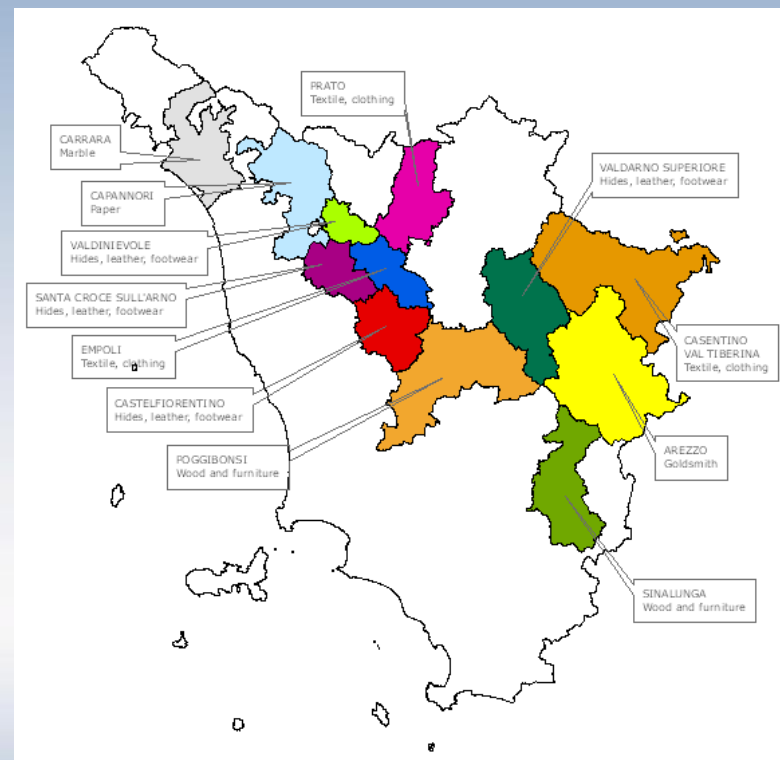 PRATO
Textile, clothing
CARRARA
Marble
CAPANNORI
Paper
VALDINIEVOLE
Hides, leather, footwear
SANTA CROCE SULL'ARNO
Hides, leather, footwear
EMPOLI
Textile, clothing
CASTELFIORENTINO
Hides, leather, footwear
POGGIBONSI
Wood and furniture
VALDARNO SUPERIORE
Hides, leather, footwear
CASENTINO
VAL TIBERINA
Textile, clothing
AREZZO
Goldsmith
SINALUNGA
Wood and furniture